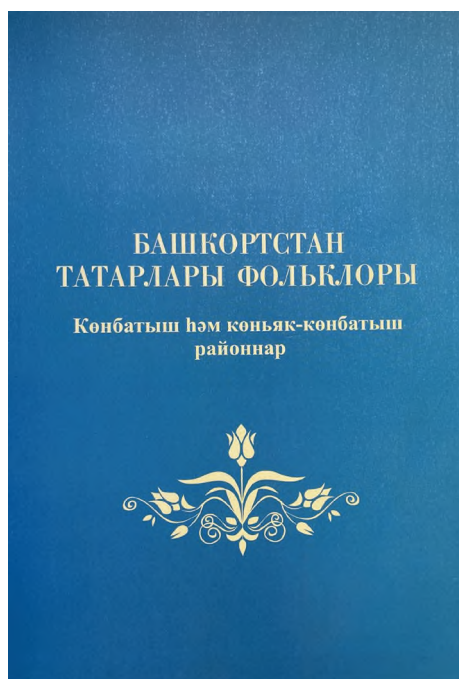 БАШКОРТСТАН
ТАТАРЛАРЫ ФОЛЬКЛОРЫ
Көнбатыш һәм көньяк-көнбатыш
районнар